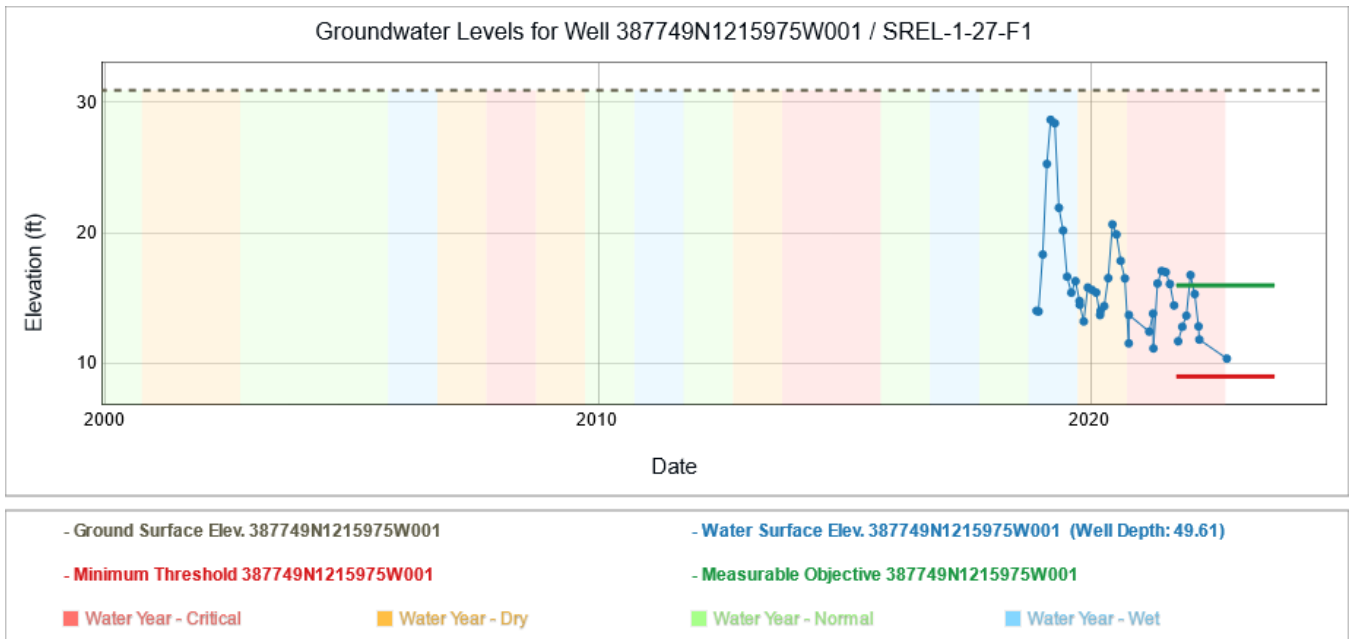 Groundwater Levels for Well 387749N1215975W001 / SREL-1-27-F1
Elevation (ft)
30
20
10
2000 2010 2020
Date
- Ground Surface Elev. 387749N1215975W001 - Water Surface Elev. 387749N1215975W001 (Well Depth: 49.61)
- Minimum Threshold 387749N1215975W001 - Measurable Objective 387749N1215975W001
Water Year - Critical Water Year - Dry Water Year - Normal Water Year - Wet